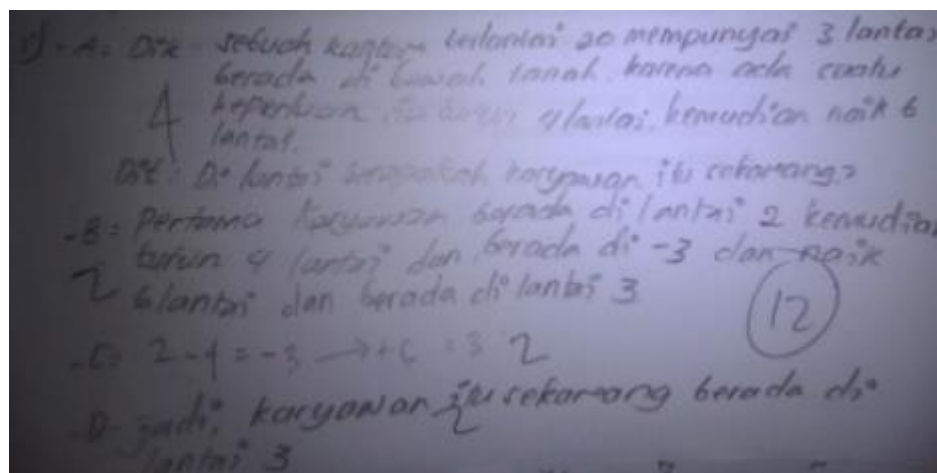 1) - A: Dik: sebuah kantor berlantai 20 mempunyai 3 lantai
berada di bawah tanah. karena ada suatu
4 keperluan turun 4 lantai. kemudian naik 6
lantai.
Dit: Di lantai berapakah karyawan itu sekarang?
- B: Pertama karyawan berada di lantai 2 kemudian
turun 4 lantai dan berada di -3 dan naik
2 6 lantai dan berada di lantai 3
12
- C: 2 - 4 = -3 → + 6 = 3 2
- D: jadi, karyawan itu sekarang berada di
2
lantai 3